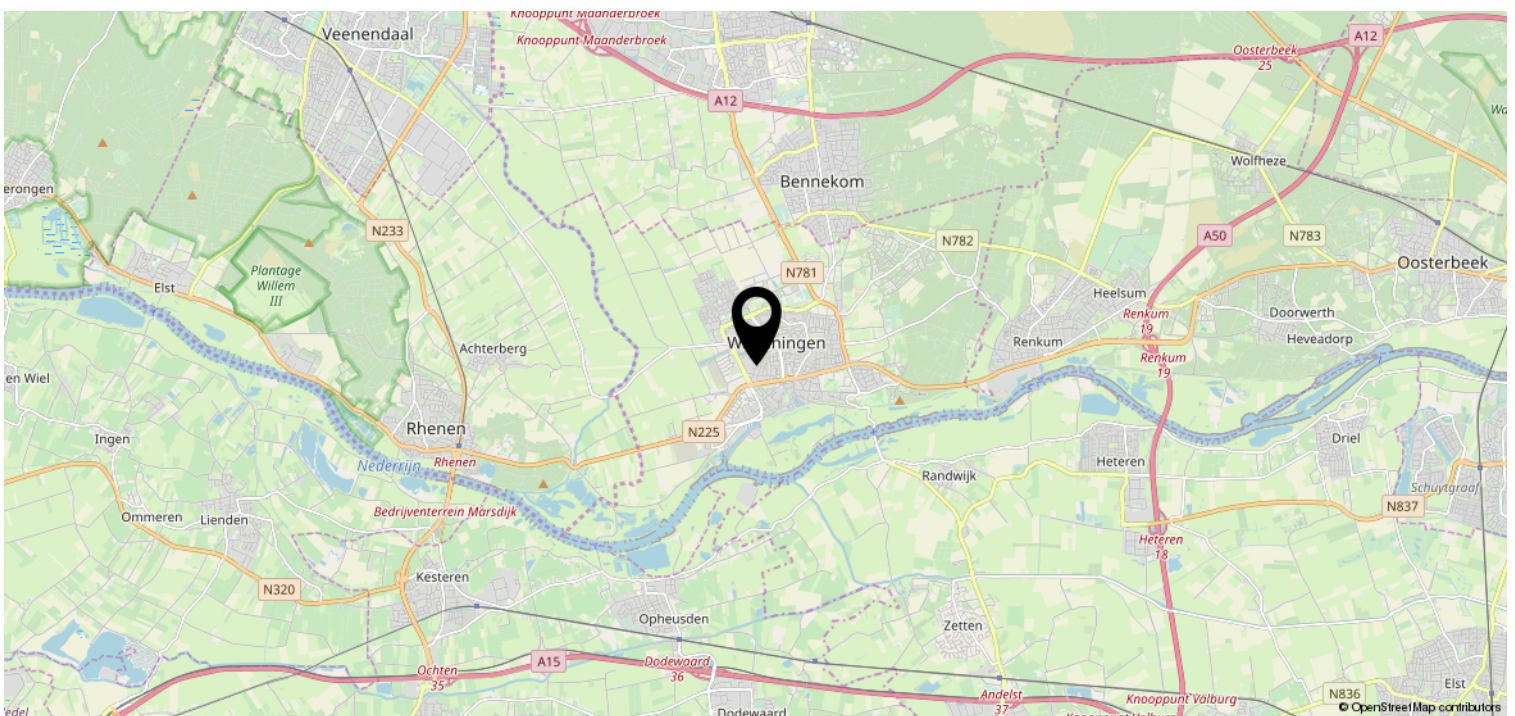 Knooppunt Maanderbroek
Veenendaal
Knooppunt Maanderbroek
A12
Oosterbeek
25
A12
Wolfheze
Bennekom
erongen
N233
N782
A50
N783
Oosterbeek
Plantage
Willem
III
N781
Elst
Heelsum
Renkum
19
Doorwerth
Heveadorp
Renkum
Achterberg
Renkum
19
en Wiel
Rhenen
N225
Ingen
Driel
Nederrijn
Rhenen
Heteren
Randwijk
Schuytgraaf
Ommeren
Lienden
Bedrijventerrein Marsdijk
N837
Heteren
18
Kesteren
N320
Opheusden
Zetten
A15
Ochten
35
Dodewaard
36
Andelst
37
Knooppunt Valburg
N836
Elst
Dodewaard
© OpenStreetMap contributors